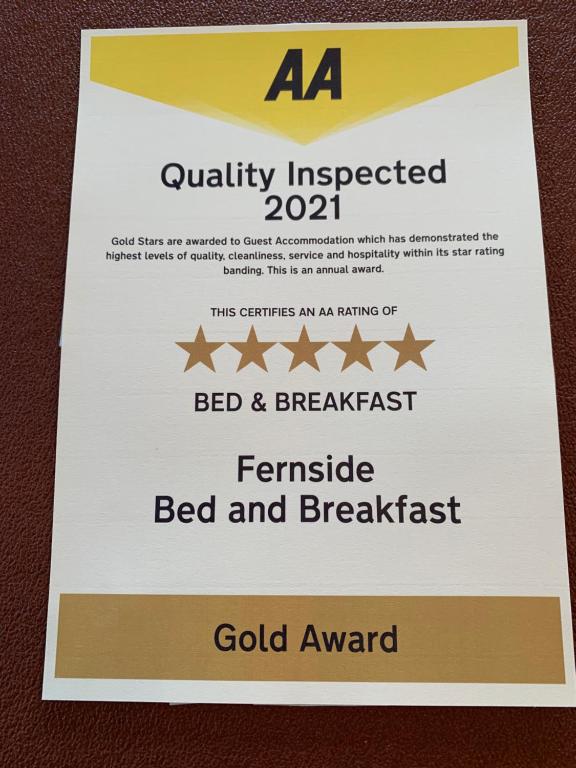 AA
Quality Inspected
2021
Gold Stars are awarded to Guest Accommodation which has demonstrated the
highest levels of quality, cleanliness, service and hospitality within its star rating
banding. This is an annual award.
THIS CERTIFIES AN AA RATING OF
BED & BREAKFAST
Fernside
Bed and Breakfast
Gold Award